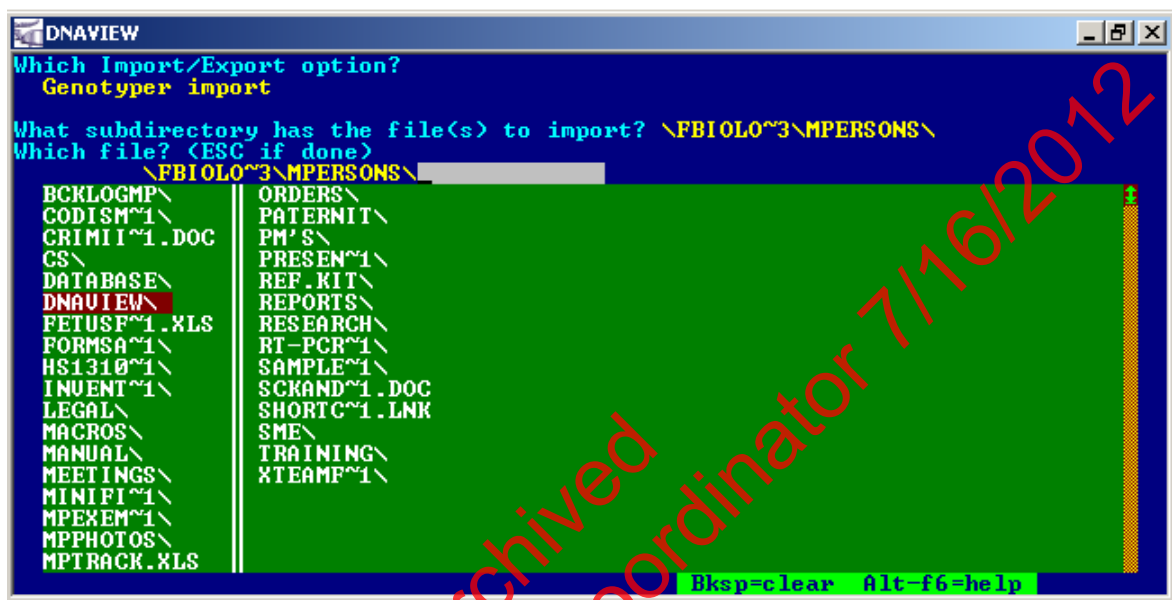 DNAVIEW
Which Import/Export option?
Genotyper import
What subdirectory has the file(s) to import? \FBIOLO~3\MPERSONS\
Which file? (ESC if done)
\FBIOLO~3\MPERSONS\
BCKLOGMP\
CODISM~1\
CRIMII~1.DOC
CS\
DATABASE\
DNAVIEW\
FETUSF~1.XLS
FORMSA~1\
HS1310~1\
INVENT~1\
LEGAL\
MACROS\
MANUAL\
MEETINGS\
MINIFI~1\
MPEXEM~1\
MPPHOTOS\
MPTRACK.XLS
ORDERS\
PATERNIT\
PM'S\
PRESEN~1\
REF.KIT\
REPORTS\
RESEARCH\
RT-PCR~1\
SAMPLE~1\
SCKAND~1.DOC
SHORTC~1.LNK
SME\
TRAINING\
XTEAMF~1\
Bksp=clear Alt-f6=help
7/16/2012